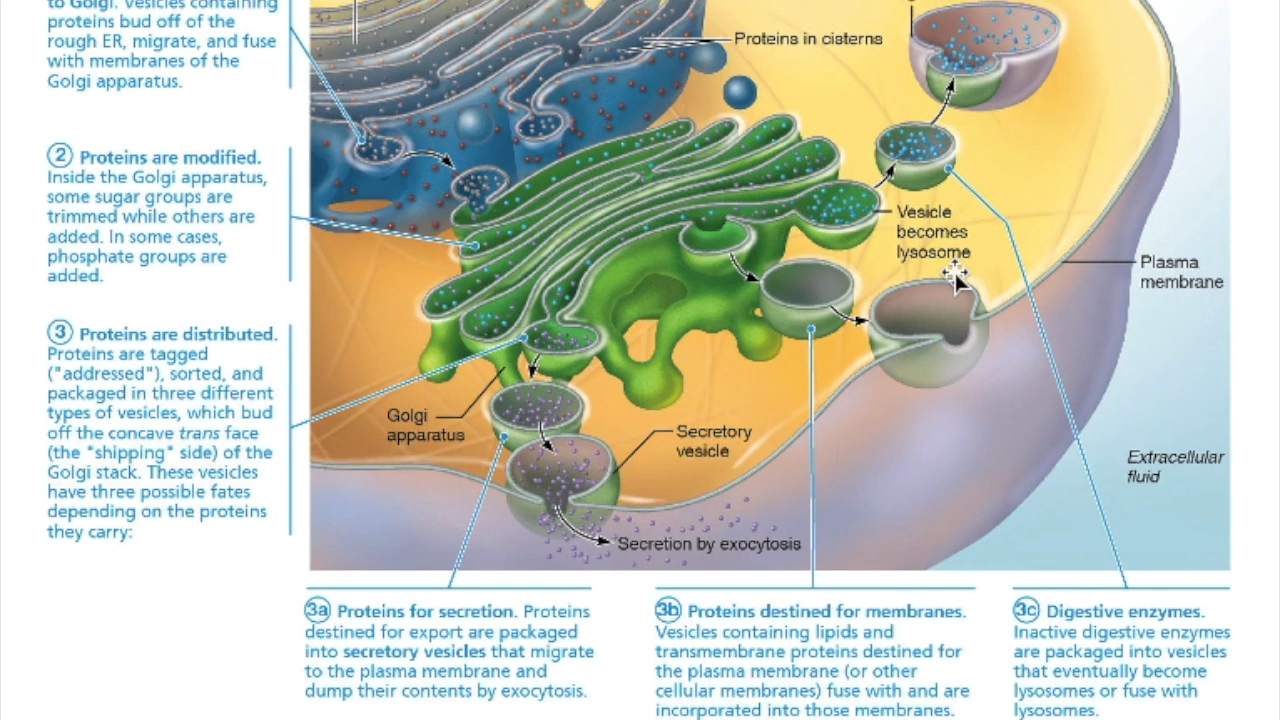 to Golgi. Vesicles containing
proteins bud off of the
rough ER, migrate, and fuse
with membranes of the
Golgi apparatus.
2 Proteins are modified.
Inside the Golgi apparatus,
some sugar groups are
trimmed while others are
added. In some cases,
phosphate groups are
added.
3 Proteins are distributed.
Proteins are tagged
("addressed"), sorted, and
packaged in three different
types of vesicles, which bud
off the concave trans face
(the "shipping" side) of the
Golgi stack. These vesicles
have three possible fates
depending on the proteins
they carry:
Proteins in cisterns
Vesicle
becomes
lysosome
Plasma
membrane
Golgi
apparatus
Secretory
vesicle
Extracellular
fluid
Secretion by exocytosis
3a Proteins for secretion. Proteins
destined for export are packaged
into secretory vesicles that migrate
to the plasma membrane and
dump their contents by exocytosis.
3b Proteins destined for membranes.
Vesicles containing lipids and
transmembrane proteins destined for
the plasma membrane (or other
cellular membranes) fuse with and are
incorporated into those membranes.
3c Digestive enzymes.
Inactive digestive enzymes
are packaged into vesicles
that eventually become
lysosomes or fuse with
lysosomes.